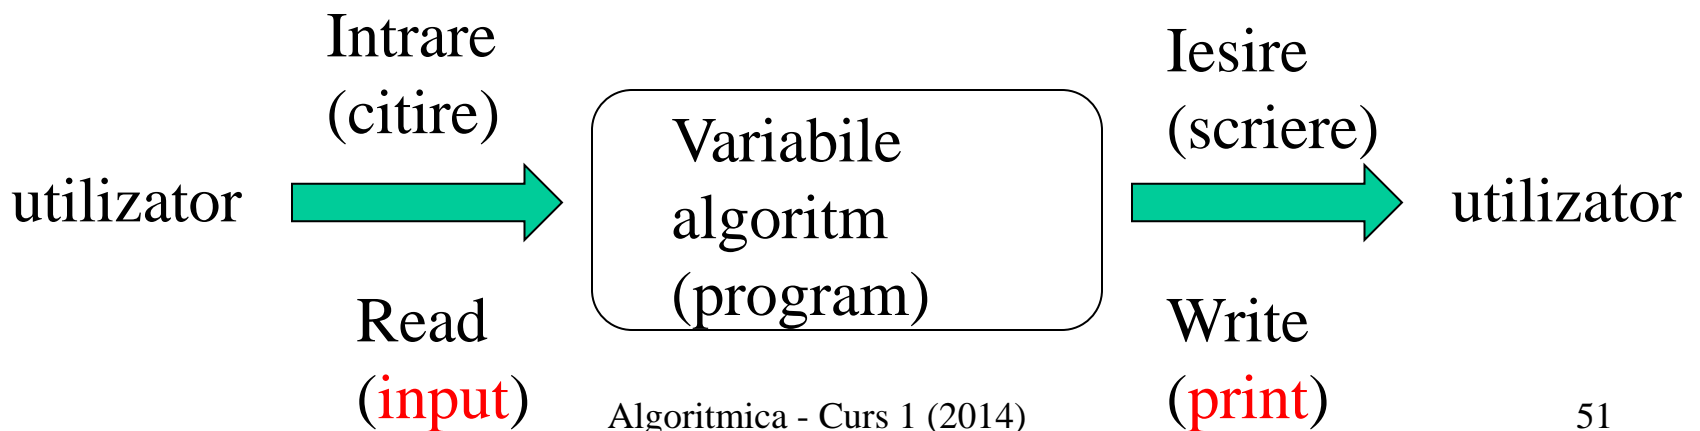 Intrare
(citire)
Iesire
(scriere)
utilizator
Variabile
algoritm
(program)
utilizator
Read
(input)
Write
(print)
Algoritmica - Curs 1 (2014)
51